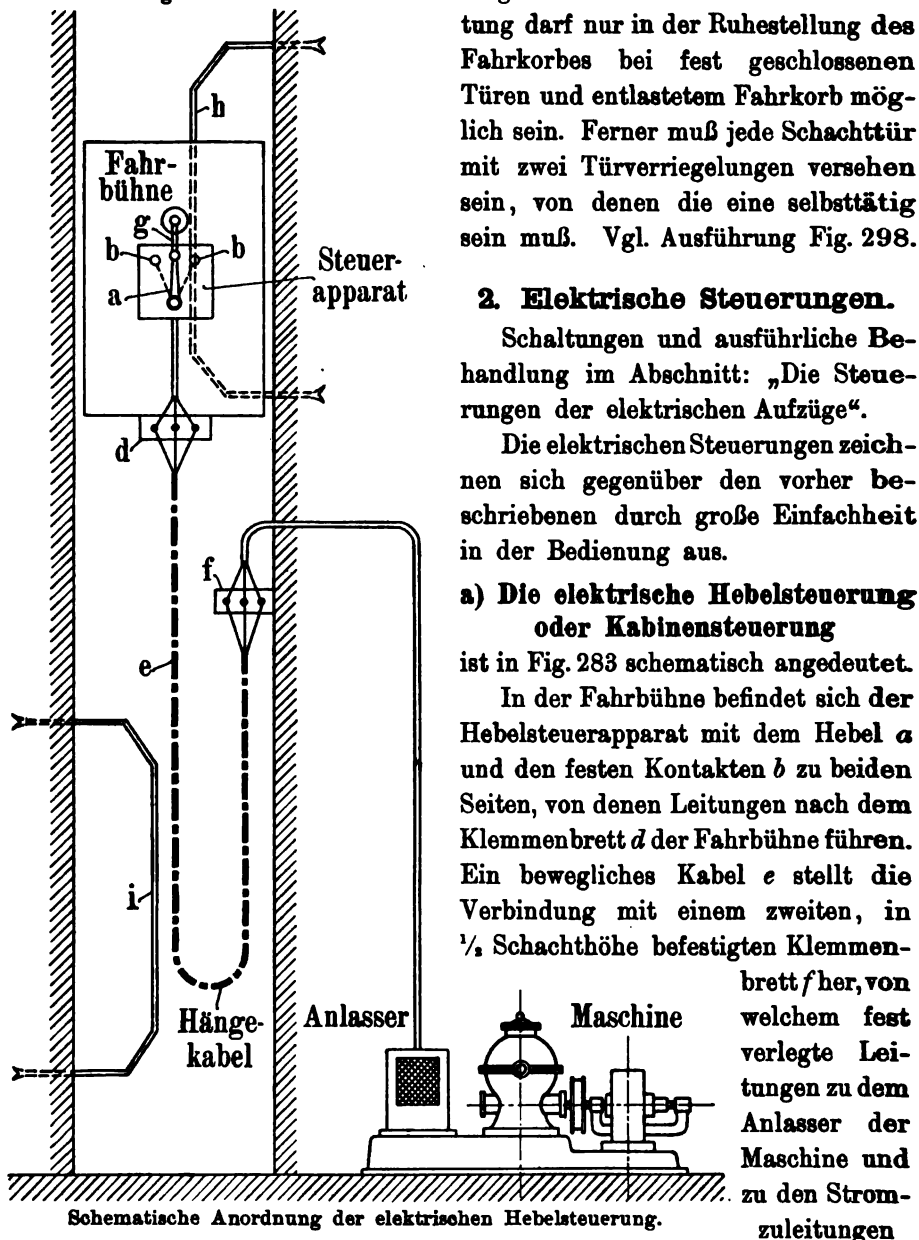 tung darf nur in der Ruhestellung des
Fahrkorbes bei fest geschlossenen
Türen und entlastetem Fahrkorb mög-
lich sein. Ferner muß jede Schachttür
mit zwei Türverriegelungen versehen
sein, von denen die eine selbsttätig
sein muß. Vgl. Ausführung Fig. 298.
2. Elektrische Steuerungen.
Schaltungen und ausführliche Be-
handlung im Abschnitt: „Die Steue-
rungen der elektrischen Aufzüge“.
Die elektrischen Steuerungen zeich-
nen sich gegenüber den vorher be-
schriebenen durch große Einfachheit
in der Bedienung aus.
a) Die elektrische Hebelsteuerung
oder Kabinensteuerung
ist in Fig. 283 schematisch angedeutet.
In der Fahrbühne befindet sich der
Hebelsteuerapparat mit dem Hebel a
und den festen Kontakten b zu beiden
Seiten, von denen Leitungen nach dem
Klemmenbrett d der Fahrbühne führen.
Ein bewegliches Kabel e stellt die
Verbindung mit einem zweiten, in
½ Schachthöhe befestigten Klemmen-
brett f her, von
welchem fest
verlegte Lei-
tungen zu dem
Anlasser der
Maschine und
zu den Strom-
zuleitungen
h
Fahr-
bühne
g
b
b
a
Steuer-
apparat
d
f
e
i
Hänge-
kabel
Anlasser
Maschine
Schematische Anordnung der elektrischen Hebelsteuerung.